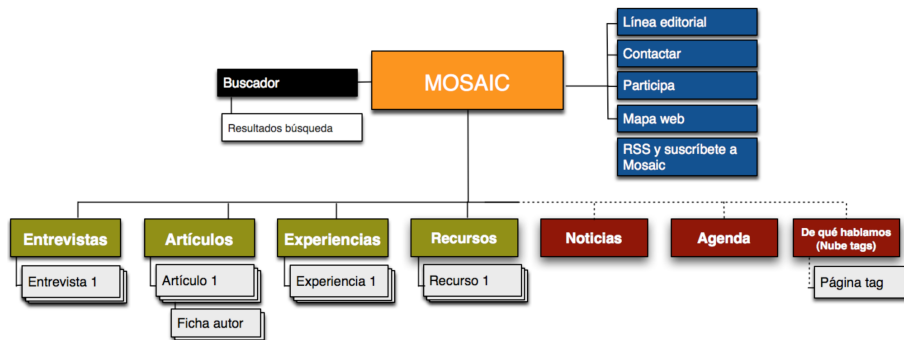 MOSAIC
Buscador
Resultados búsqueda
Línea editorial
Contactar
Participa
Mapa web
RSS y suscríbete a
Mosaic
Entrevistas
Artículos
Experiencias
Recursos
Noticias
Agenda
De qué hablamos
(Nube tags)
Entrevista 1
Artículo 1
Experiencia 1
Recurso 1
Página tag
Ficha autor